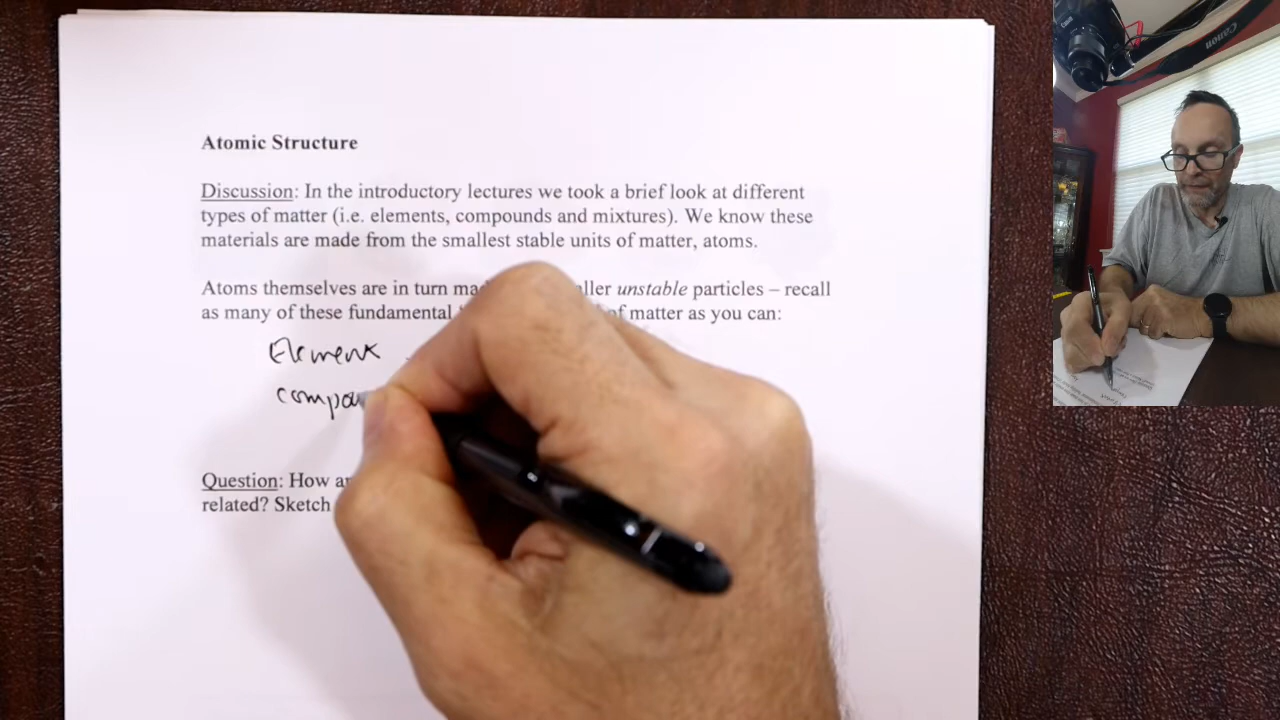 Atomic Structure
Discussion: In the introductory lectures we took a brief look at different
types of matter (i.e. elements, compounds and mixtures). We know these
materials are made from the smallest stable units of matter, atoms.
Atoms themselves are in turn unstable particles – recall
as many of these fundamental of matter as you can:
Element
Question: How
related? Sketch
Canon